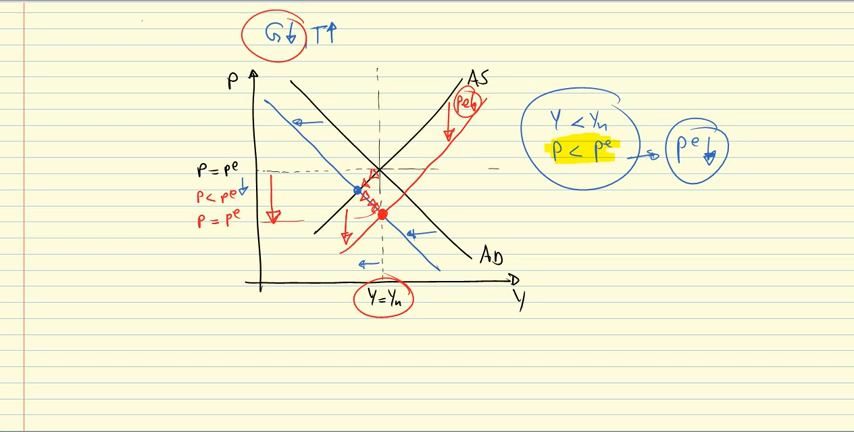 G↓, T↑
P
AS
pe↓
Y < Yn
P < pe → pe↓
P = pe
P < pe↓
P = pe
AD
Y = Yn
Y